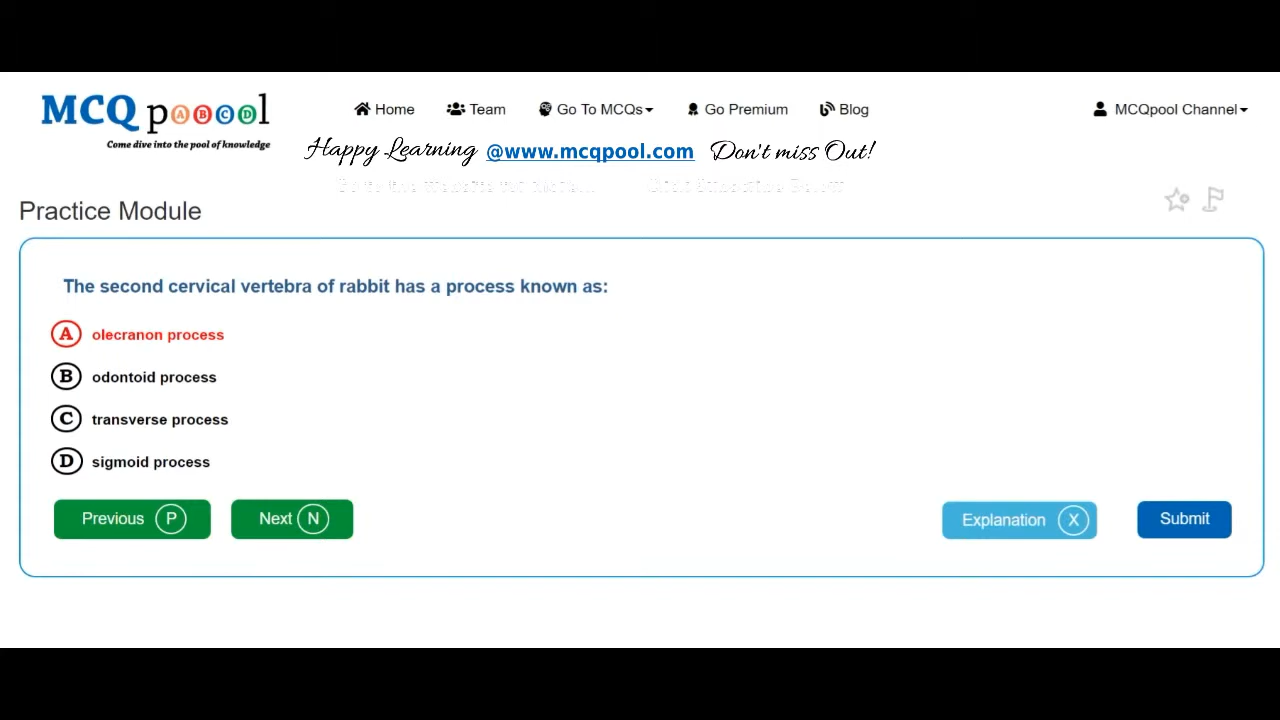 MCQ pooool
Come dive into the pool of knowledge
Home Team Go To MCQs Go Premium Blog MCQpool Channel
Happy Learning @www.mcqpool.com Don't miss Out!
Practice Module
The second cervical vertebra of rabbit has a process known as:
A olecranon process
B odontoid process
C transverse process
D sigmoid process
Previous P Next N Explanation X Submit